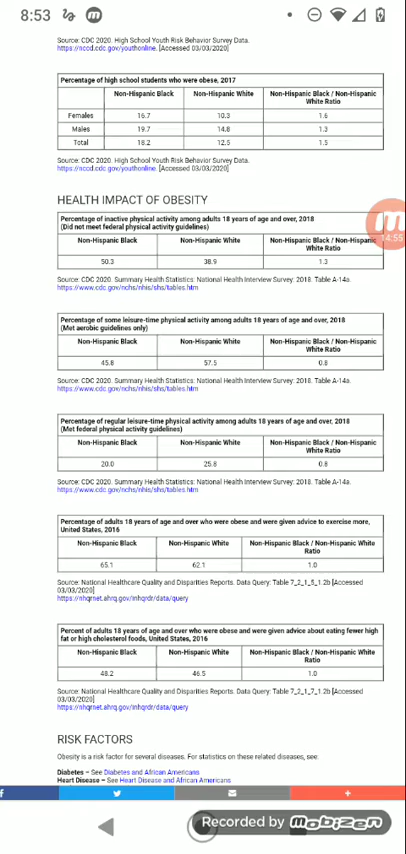 8:53
Source: CDC 2020. High School Youth Risk Behavior Survey Data.
https://nccd.cdc.gov/youthonline. [Accessed 03/03/2020]
Percentage of high school students who were obese, 2017
Non-Hispanic Black Non-Hispanic White Non-Hispanic Black / Non-Hispanic
White Ratio
Females 16.7 10.3 1.6
Males 19.7 14.8 1.3
Total 18.2 12.5 1.5
Source: CDC 2020. High School Youth Risk Behavior Survey Data.
https://nccd.cdc.gov/youthonline. [Accessed 03/03/2020]
HEALTH IMPACT OF OBESITY
Percentage of inactive physical activity among adults 18 years of age and over, 2018
(Did not meet federal physical activity guidelines)
14:55
Non-Hispanic Black Non-Hispanic White Non-Hispanic Black / Non-Hispanic
White Ratio
50.3 38.9 1.3
Source: CDC 2020. Summary Health Statistics: National Health Interview Survey: 2018. Table A-14a.
https://www.cdc.gov/nchs/nhis/shs/tables.htm
Percentage of some leisure-time physical activity among adults 18 years of age and over, 2018
(Met aerobic guidelines only)
Non-Hispanic Black Non-Hispanic White Non-Hispanic Black / Non-Hispanic
White Ratio
45.8 57.5 0.8
Source: CDC 2020. Summary Health Statistics: National Health Interview Survey: 2018. Table A-14a.
https://www.cdc.gov/nchs/nhis/shs/tables.htm
Percentage of regular leisure-time physical activity among adults 18 years of age and over, 2018
(Met federal physical activity guidelines)
Non-Hispanic Black Non-Hispanic White Non-Hispanic Black / Non-Hispanic
White Ratio
20.0 25.8 0.8
Source: CDC 2020. Summary Health Statistics: National Health Interview Survey: 2018. Table A-14a.
https://www.cdc.gov/nchs/nhis/shs/tables.htm
Percentage of adults 18 years of age and over who were obese and were given advice to exercise more,
United States, 2016
Non-Hispanic Black Non-Hispanic White Non-Hispanic Black / Non-Hispanic White
Ratio
65.1 62.1 1.0
Source: National Healthcare Quality and Disparities Reports. Data Query: Table 7_2_1_5_1.2b [Accessed
03/03/2020]
https://nhqrnet.ahrq.gov/inhqrdr/data/query
Percent of adults 18 years of age and over who were obese and were given advice about eating fewer high
fat or high cholesterol foods, United States, 2016
Non-Hispanic Black Non-Hispanic White Non-Hispanic Black / Non-Hispanic White
Ratio
48.2 46.5 1.0
Source: National Healthcare Quality and Disparities Reports. Data Query: Table 7_2_1_7_1.2b [Accessed
03/03/2020]
https://nhqrnet.ahrq.gov/inhqrdr/data/query
RISK FACTORS
Obesity is a risk factor for several diseases. For statistics on these related diseases, see:
Diabetes – See Diabetes and African Americans
Heart Disease – See Heart Disease and African Americans
Recorded by mobizen